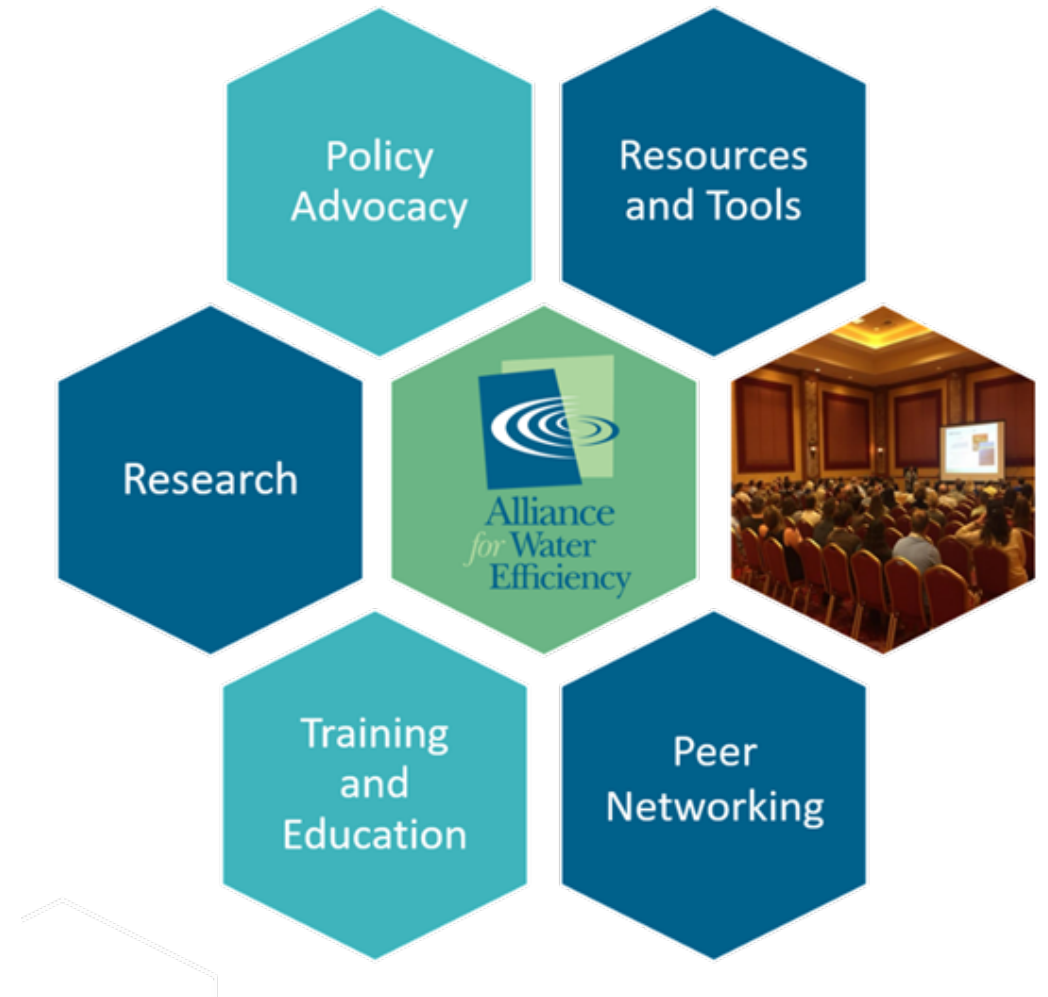 Policy
Advocacy
Resources
and Tools
Research
Alliance
for Water
Efficiency
Training
and
Education
Peer
Networking